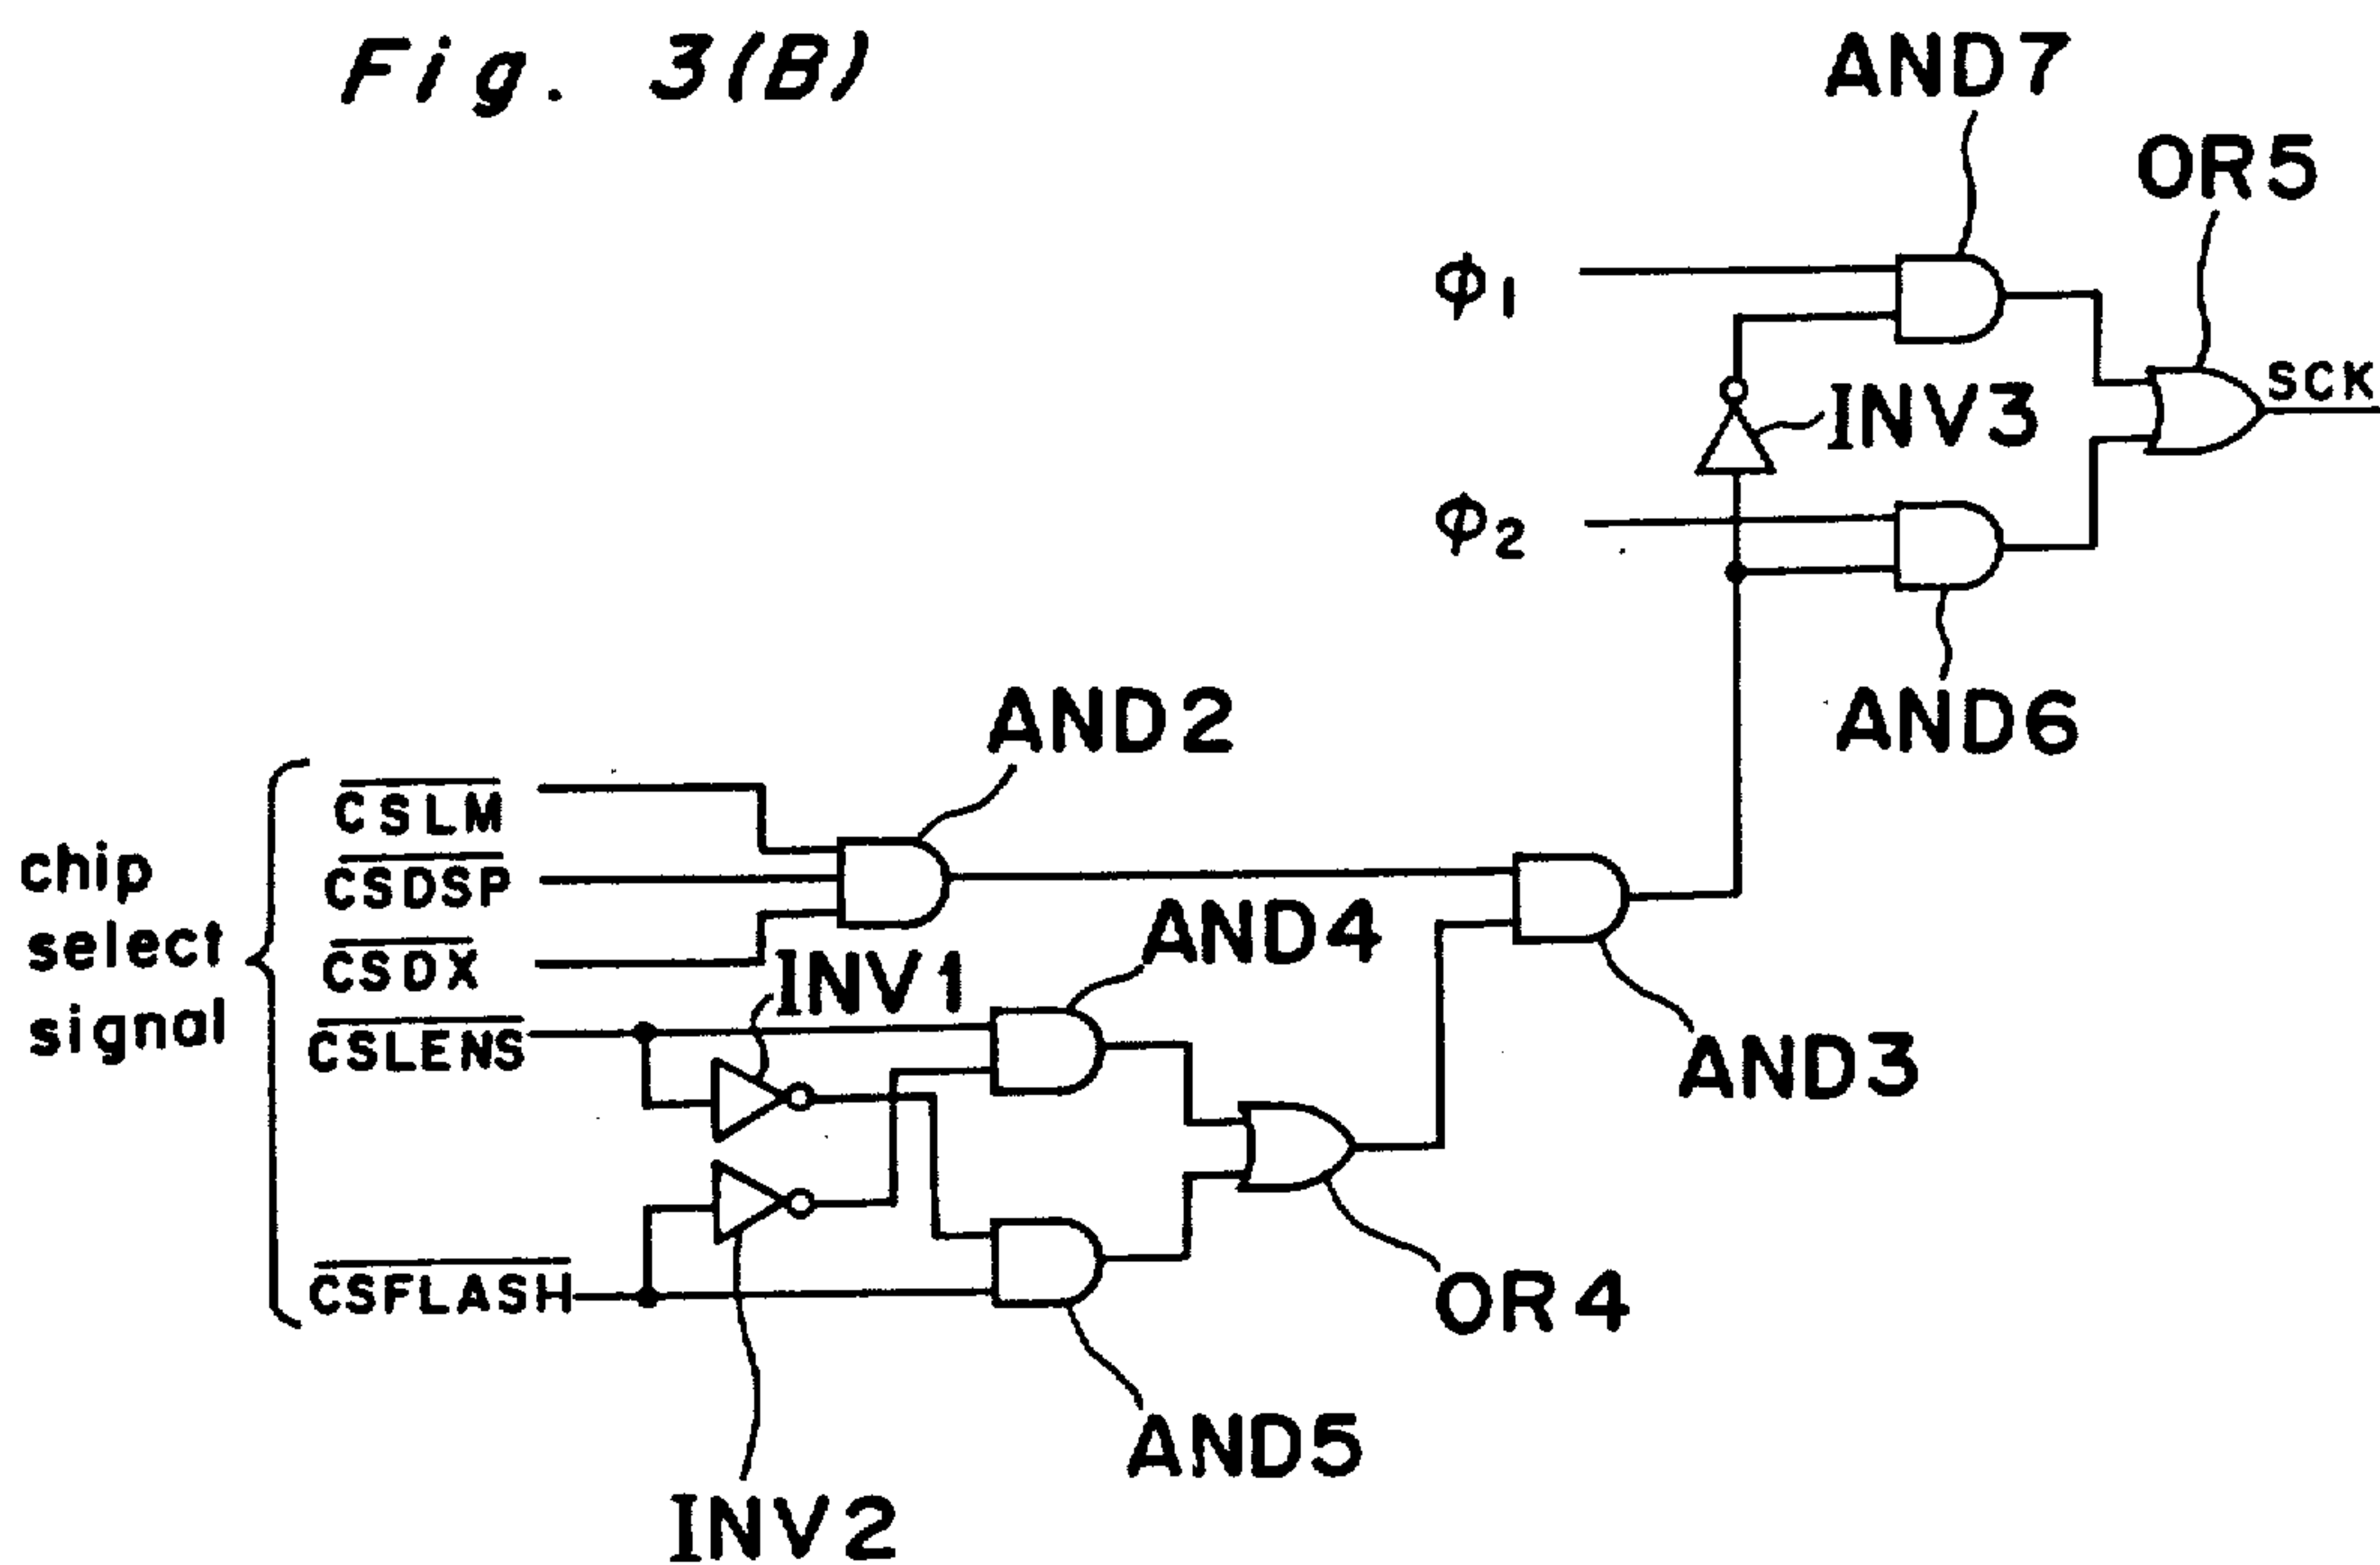 Fig. 3(B)
AND7
OR5
φ1
SCK
INV3
φ2
AND6
AND2
chip
select
signal
CSLM
CSDSP
CSDX
CSLENS
CSFLASH
INV1
AND4
AND3
OR4
AND5
INV2